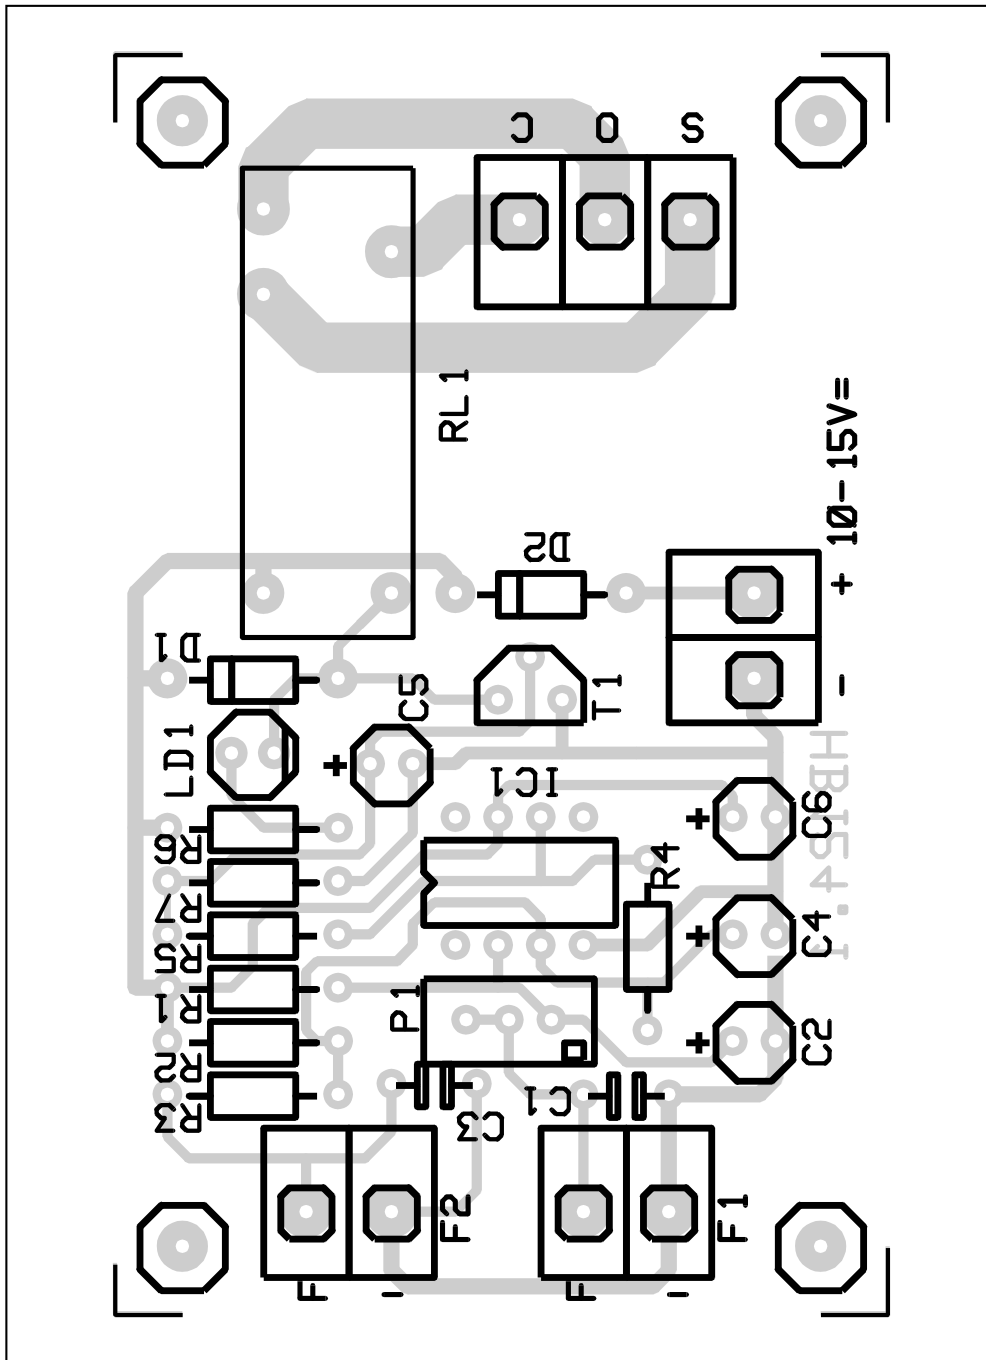 C O S
RL1
10-15V=
D2
+
-
D1
T1
C5
LD1
IC1
+
+
C6
R6
R4
R7
+
C4
R5
R1
P1
+
C2
R2
R3
C3
C1
F2
F1
F
-
F
-